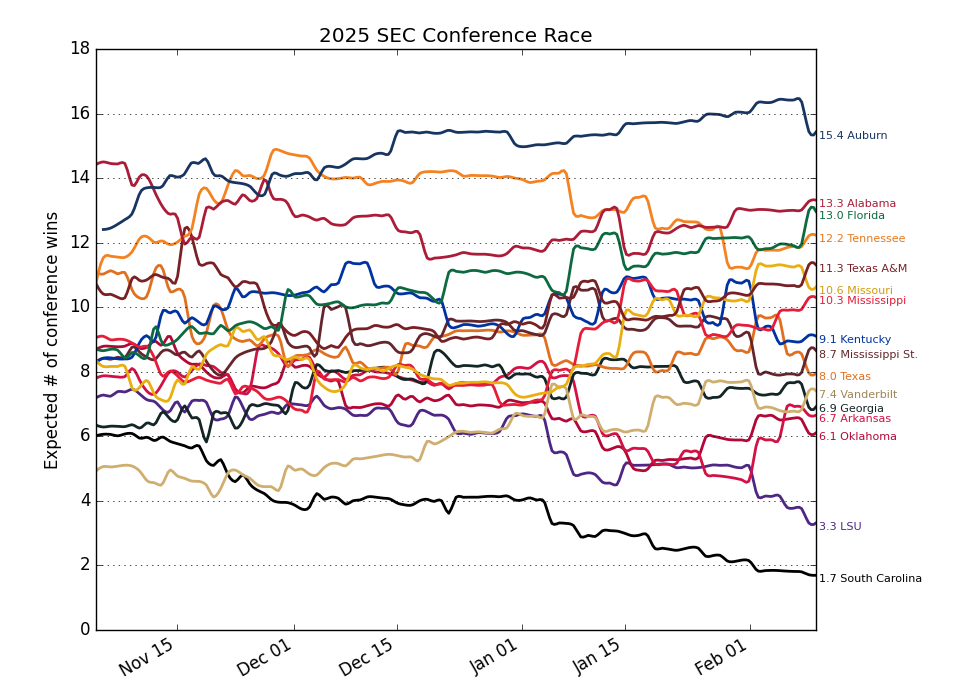 2025 SEC Conference Race
Expected # of conference wins
18
16
14
12
10
8
6
4
2
0
Nov 15
Dec 01
Dec 15
Jan 01
Jan 15
Feb 01
15.4 Auburn
13.3 Alabama
13.0 Florida
12.2 Tennessee
11.3 Texas A&M
10.6 Missouri
10.3 Mississippi
9.1 Kentucky
8.7 Mississippi St.
8.0 Texas
7.4 Vanderbilt
6.9 Georgia
6.7 Arkansas
6.1 Oklahoma
3.3 LSU
1.7 South Carolina